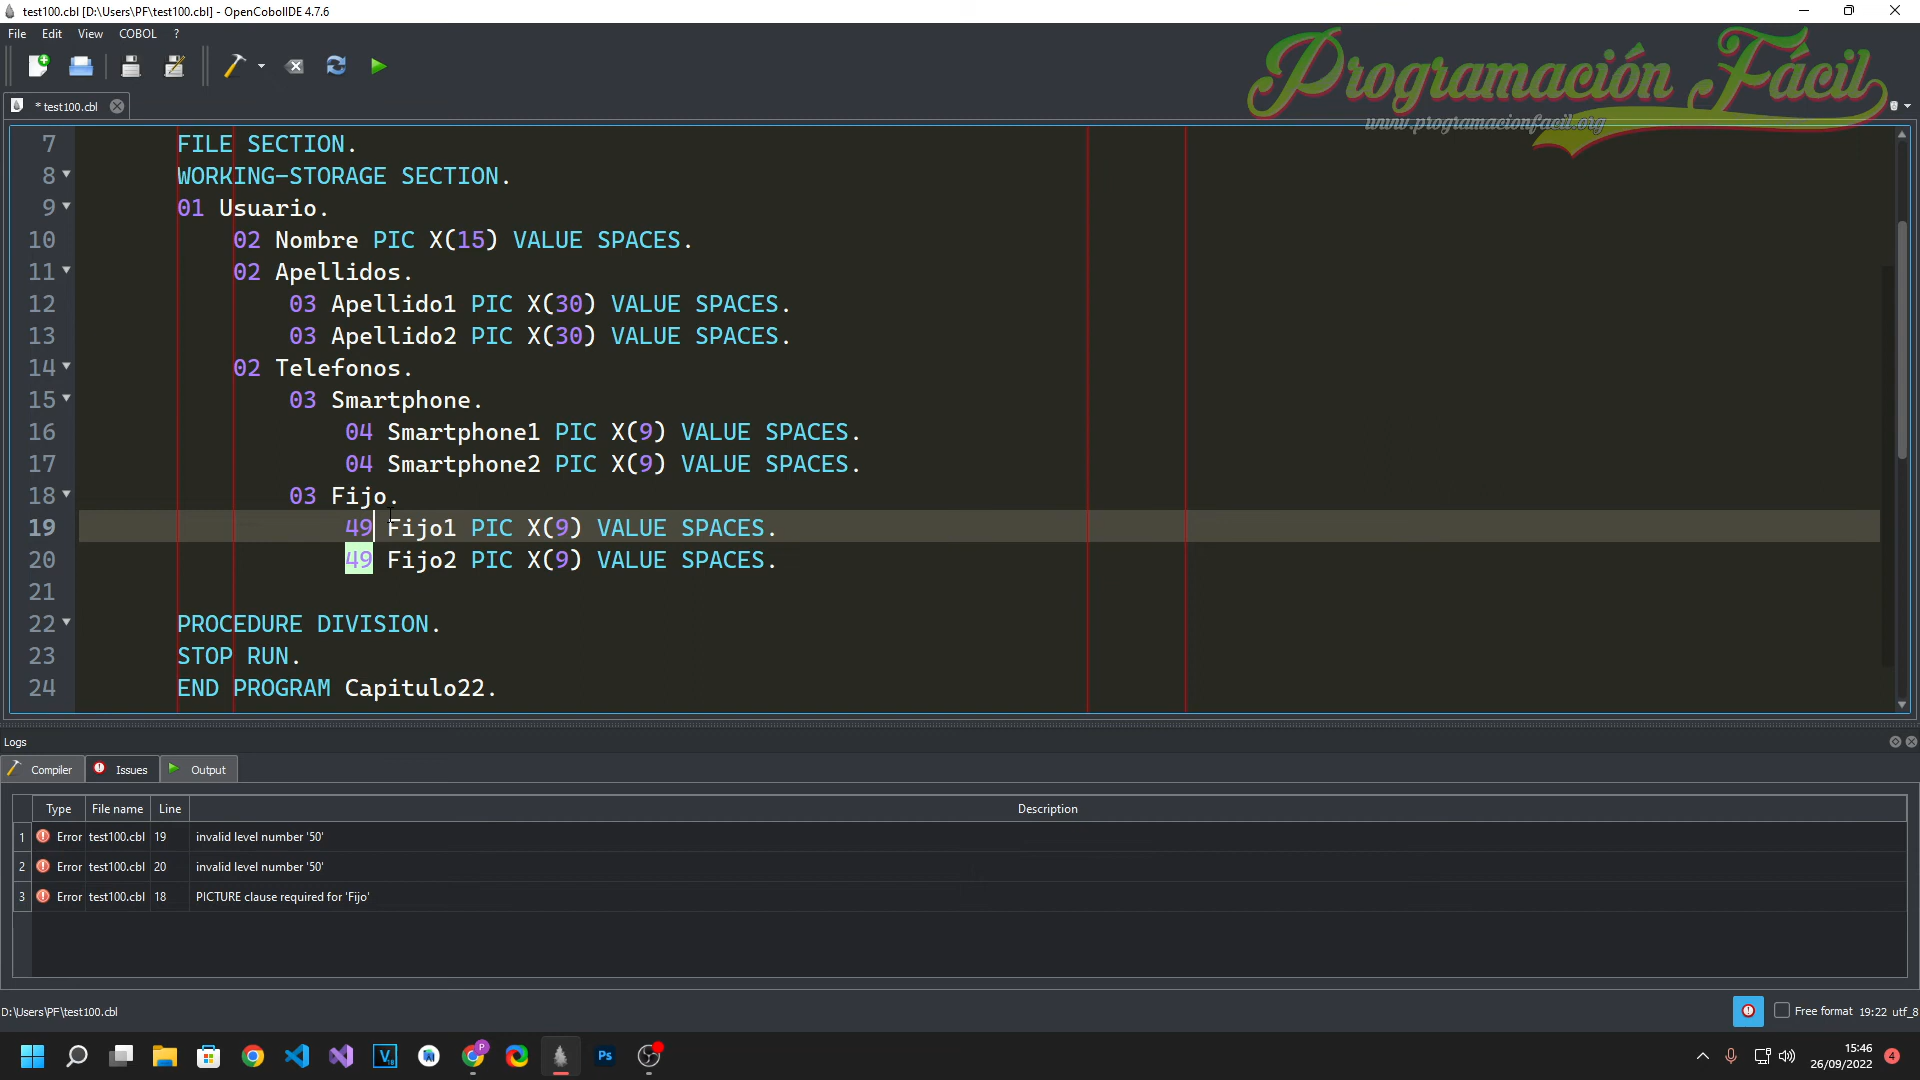 test100.cbl [D:\Users\PF\test100.cbl] - OpenCobolIDE 4.7.6
File Edit View COBOL ?
Programación Fácil
www.programacionfacil.org
* test100.cbl
7 FILE SECTION.
8 WORKING-STORAGE SECTION.
9 01 Usuario.
10 02 Nombre PIC X(15) VALUE SPACES.
11 02 Apellidos.
12 03 Apellido1 PIC X(30) VALUE SPACES.
13 03 Apellido2 PIC X(30) VALUE SPACES.
14 02 Telefonos.
15 03 Smartphone.
16 04 Smartphone1 PIC X(9) VALUE SPACES.
17 04 Smartphone2 PIC X(9) VALUE SPACES.
18 03 Fijo.
19 49 Fijo1 PIC X(9) VALUE SPACES.
20 49 Fijo2 PIC X(9) VALUE SPACES.
21
22 PROCEDURE DIVISION.
23 STOP RUN.
24 END PROGRAM Capitulo22.
Logs
Compiler Issues Output
Type File name Line Description
1 Error test100.cbl 19 invalid level number '50'
2 Error test100.cbl 20 invalid level number '50'
3 Error test100.cbl 18 PICTURE clause required for 'Fijo'
D:\Users\PF\test100.cbl Free format 19:22 utf_8
P Ps 15:46
26/09/2022 4